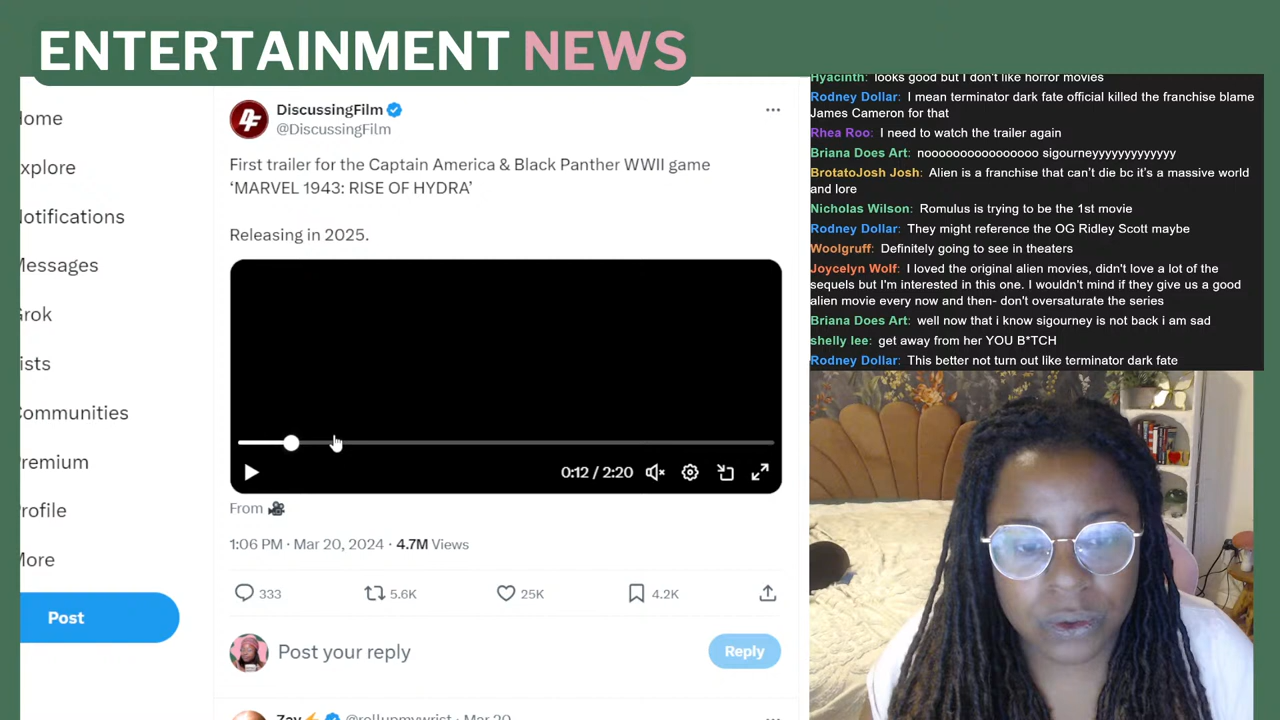 ENTERTAINMENT NEWS
ome
xplore
otifications
essages
rok
ists
ommunities
remium
rofile
ore
Post
DiscussingFilm
@DiscussingFilm
First trailer for the Captain America & Black Panther WWII game
‘MARVEL 1943: RISE OF HYDRA’
Releasing in 2025.
0:12 / 2:20
From 🎥
1:06 PM · Mar 20, 2024 · 4.7M Views
333 5.6K 25K 4.2K
Post your reply
Reply
Zay⚡ @rollupmywrist · Mar 20
Hyacinth: looks good but I don't like horror movies
Rodney Dollar: I mean terminator dark fate official killed the franchise blame
James Cameron for that
Rhea Roo: I need to watch the trailer again
Briana Does Art: nooooooooooooooo sigourneyyyyyyyyyyyyy
BrotatoJosh Josh: Alien is a franchise that can’t die bc it’s a massive world
and lore
Nicholas Wilson: Romulus is trying to be the 1st movie
Rodney Dollar: They might reference the OG Ridley Scott maybe
Woolgruff: Definitely going to see in theaters
Joycelyn Wolf: I loved the original alien movies, didn't love a lot of the
sequels but I'm interested in this one. I wouldn't mind if they give us a good
alien movie every now and then- don't oversaturate the series
Briana Does Art: well now that i know sigourney is not back i am sad
shelly lee: get away from her YOU B*TCH
Rodney Dollar: This better not turn out like terminator dark fate